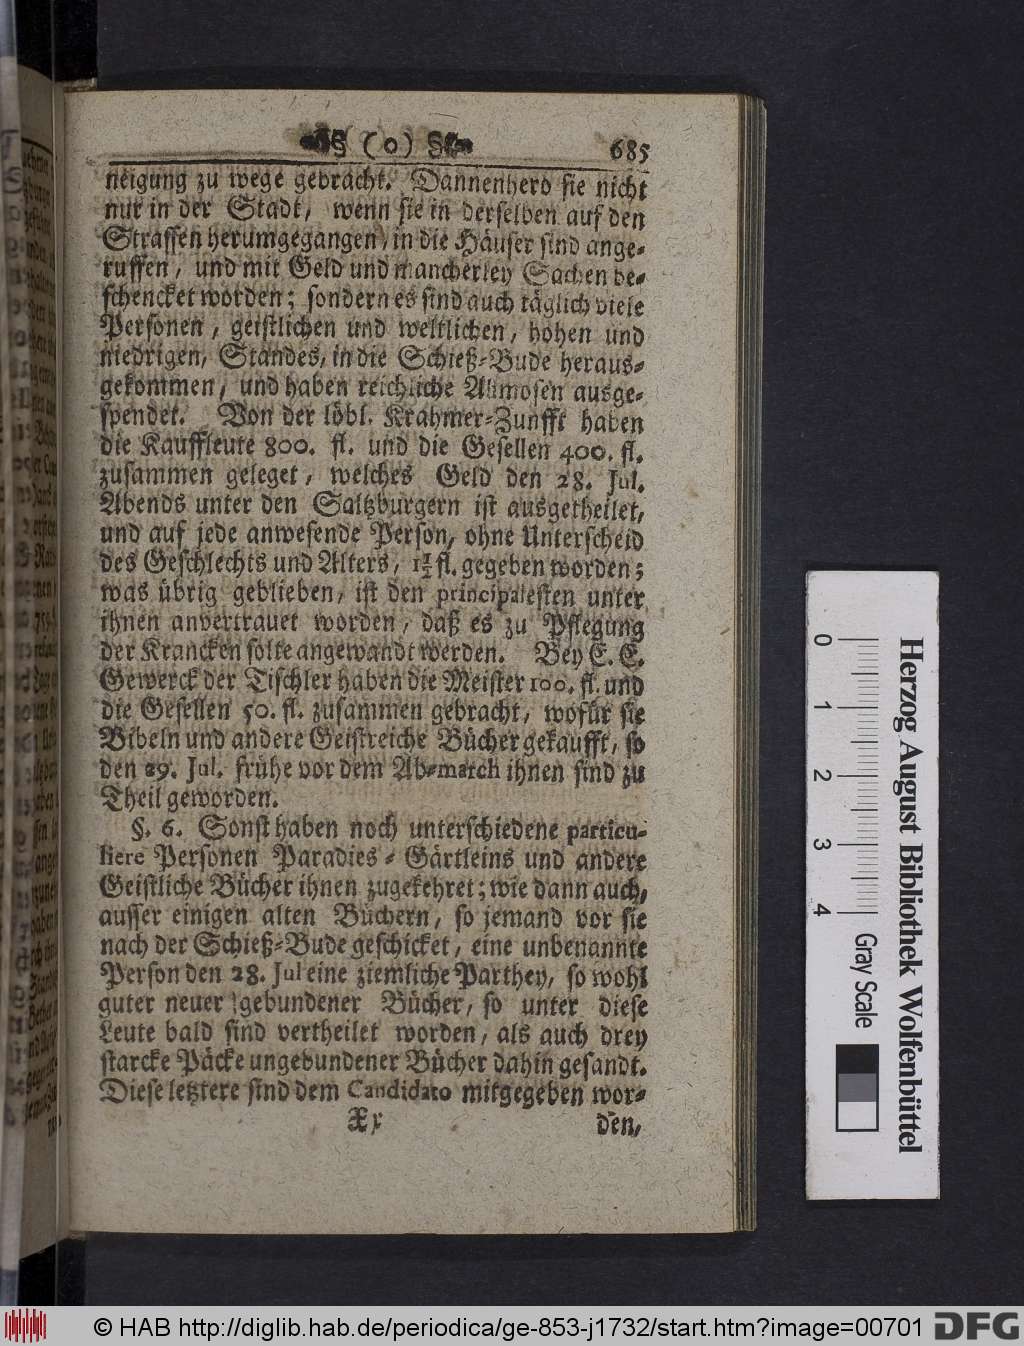 § ( o ) § 685
neigung zu wege gebracht. Dannenhero sie nicht
nur in der Stadt, wenn sie in derselben auf den
Strassen herumgegangen, in die Häuser sind ange-
ruffen, und mit Geld und mancherley Sachen be-
schencket worden; sondern es sind auch täglich viele
Personen, geistlichen und weltlichen, hohen und
niedrigen, Standes, in die Schieß-Bude heraus-
gekommen, und haben reichliche Allmosen ausge-
spendet. Von der löbl. Krahmer-Zunfft haben
die Kauffleute 800. fl. und die Gesellen 400. fl.
zusammen geleget, welches Geld den 28. Jul.
Abends unter den Saltzburgern ist ausgetheilet,
und auf jede anwesende Person, ohne Unterscheid
des Geschlechts und Alters, 1½ fl. gegeben worden;
was übrig geblieben, ist den principalesten unter
ihnen anvertrauet worden, daß es zu Pflegung
der Krancken solte angewandt werden. Bey E. E.
Gewerck der Tischler haben die Meister 100. fl. und
die Gesellen 50. fl. zusammen gebracht, wofür sie
Bibeln und andere Geistreiche Bücher gekaufft, so
den 29. Jul. frühe vor dem Ab-march ihnen sind zu
Theil geworden.
§. 6. Sonst haben noch unterschiedene particu-
liere Personen Paradies-Gärtleins und andere
Geistliche Bücher ihnen zugekehret; wie dann auch,
ausser einigen alten Büchern, so jemand vor sie
nach der Schieß-Bude geschicket, eine unbenannte
Person den 28. Jul eine ziemliche Parthey, so wohl
guter neuer gebundener Bücher, so unter diese
Leute bald sind vertheilet worden, als auch drey
starcke Päcke ungebundener Bücher dahin gesandt.
Diese letztere sind dem Candidato mitgegeben wor-
Xx den,
0 1 2 3 4
Gray Scale
Herzog August Bibliothek Wolfenbüttel
© HAB http://diglib.hab.de/periodica/ge-853-j1732/start.htm?image=00701 DFG